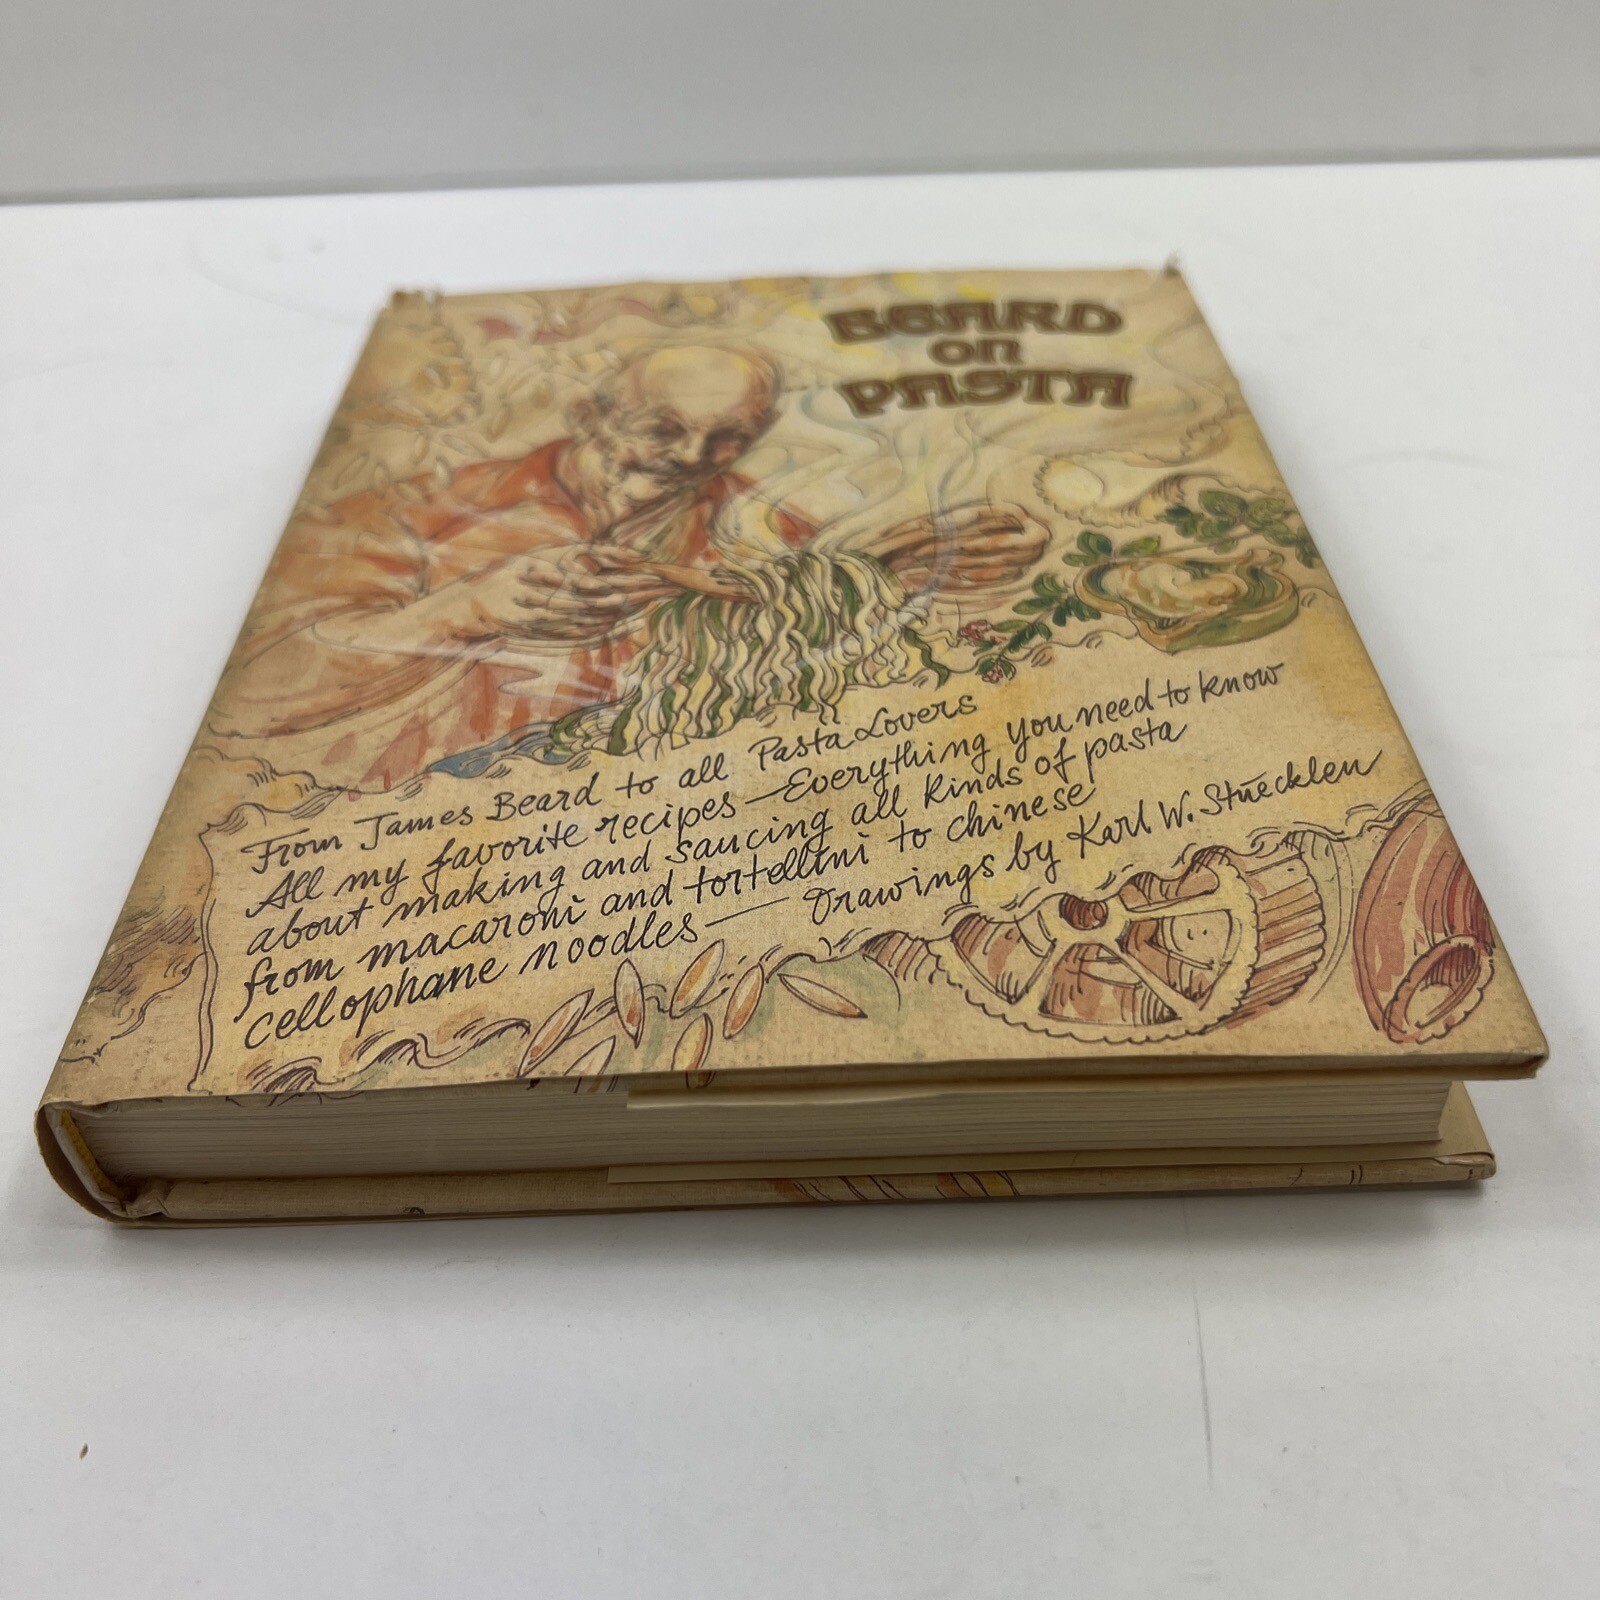 BEARD
on
PASTA
From James Beard to all Pasta Lovers
All my favorite recipes—Everything you need to know
about making and saucing all kinds of pasta
from macaroni and tortellini to chinese
cellophane noodles— Drawings by Karl W. Stuecklen